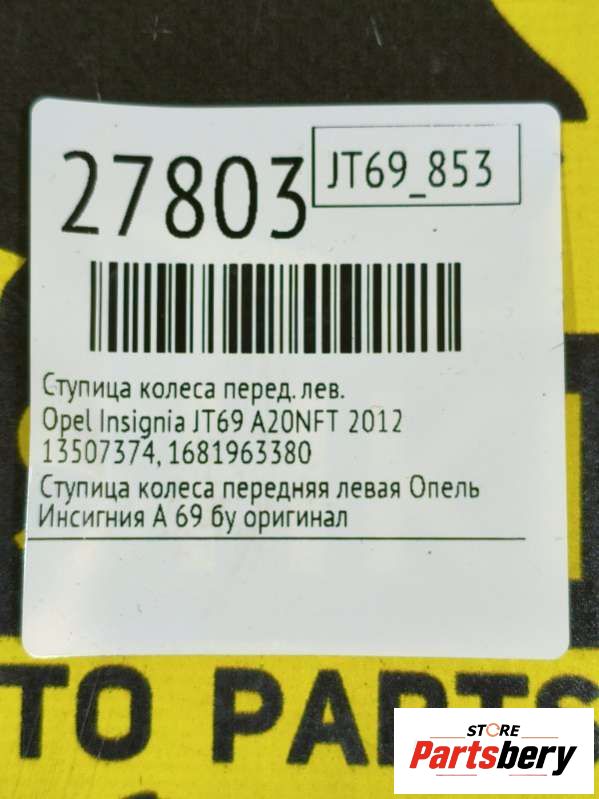 27803
JT69_853
Ступица колеса перед. лев.
Opel Insignia JT69 A20NFT 2012
13507374, 1681963380
Ступица колеса передняя левая Опель
Инсигния А 69 бу оригинал
TO PARTS
STORE
Partsbery